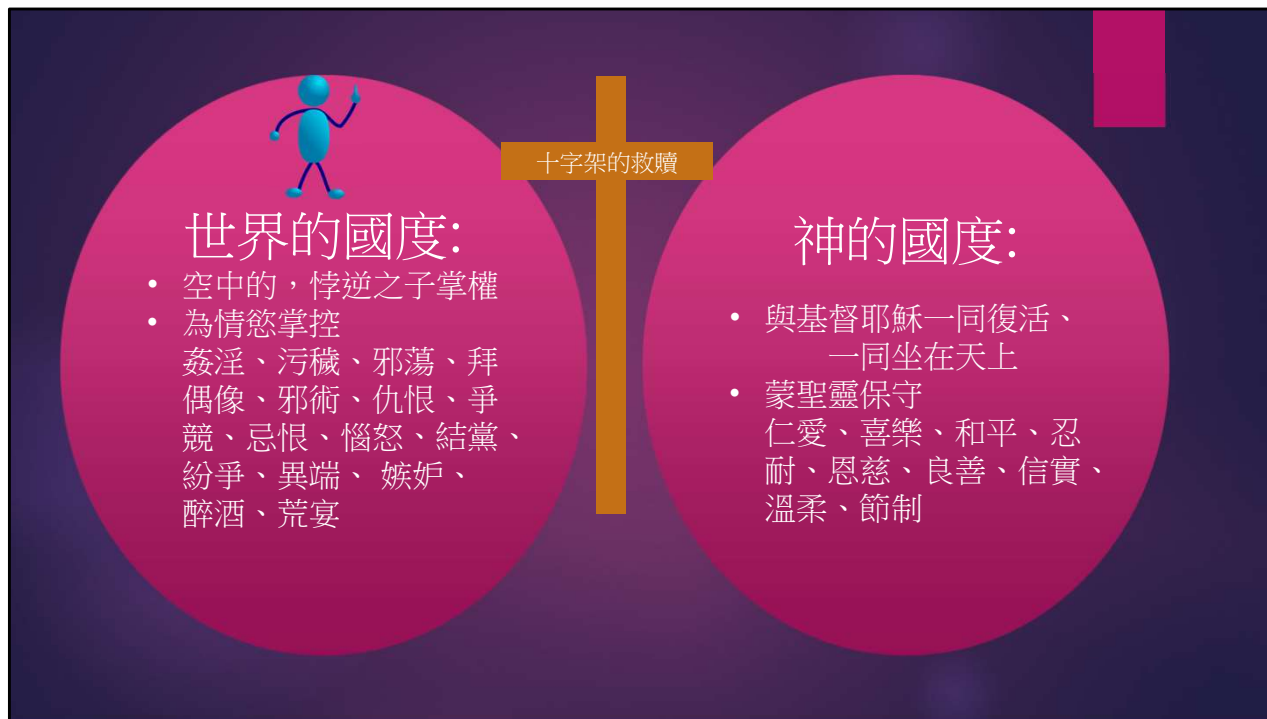 世界的國度:
• 空中的，悖逆之子掌權
• 為情慾掌控
姦淫、污穢、邪蕩、拜
偶像、邪術、仇恨、爭
競、忌恨、惱怒、結黨、
紛爭、異端、 嫉妒、
醉酒、荒宴
十字架的救贖
神的國度:
• 與基督耶穌一同復活、
一同坐在天上
• 蒙聖靈保守
仁愛、喜樂、和平、忍
耐、恩慈、良善、信實、
溫柔、節制